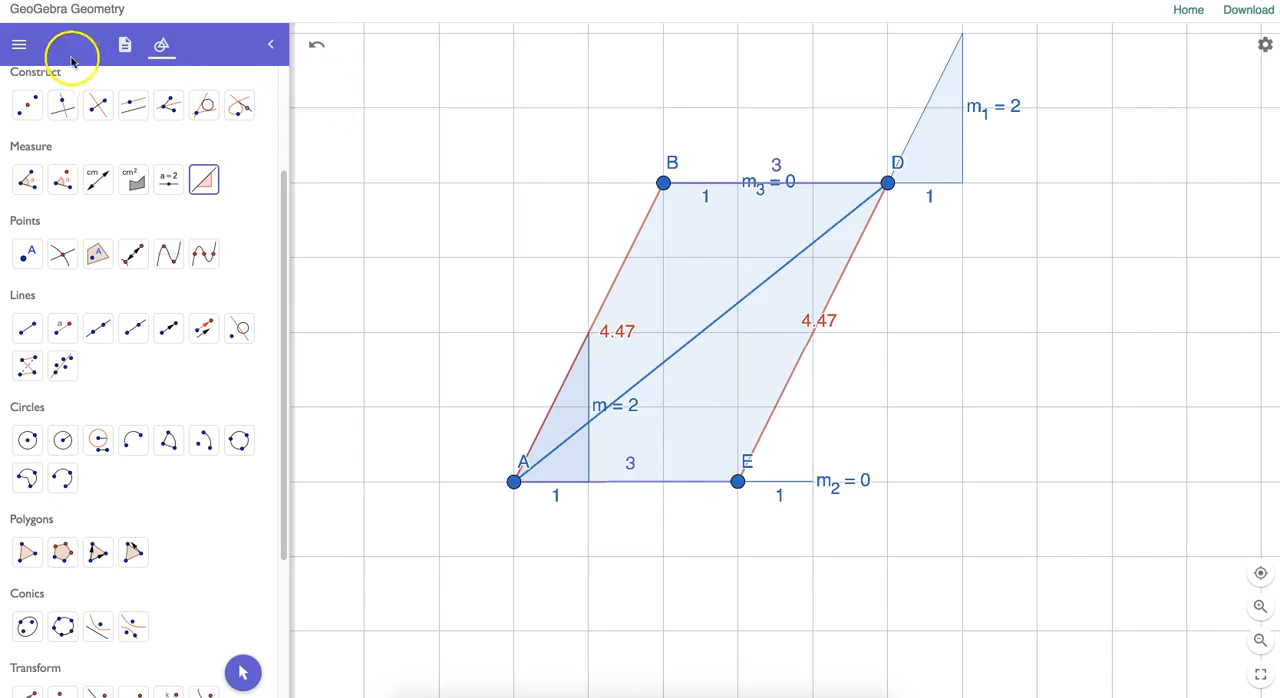 GeoGebra Geometry
Home
Download
Construct
Measure
cm
cm²
a=2
Points
A
A
Lines
a
Circles
Polygons
Conics
Transform
m₁ = 2
1
B
3
D
m₃ = 0
1
4.47
4.47
m = 2
A
3
E
1
1
m₂ = 0